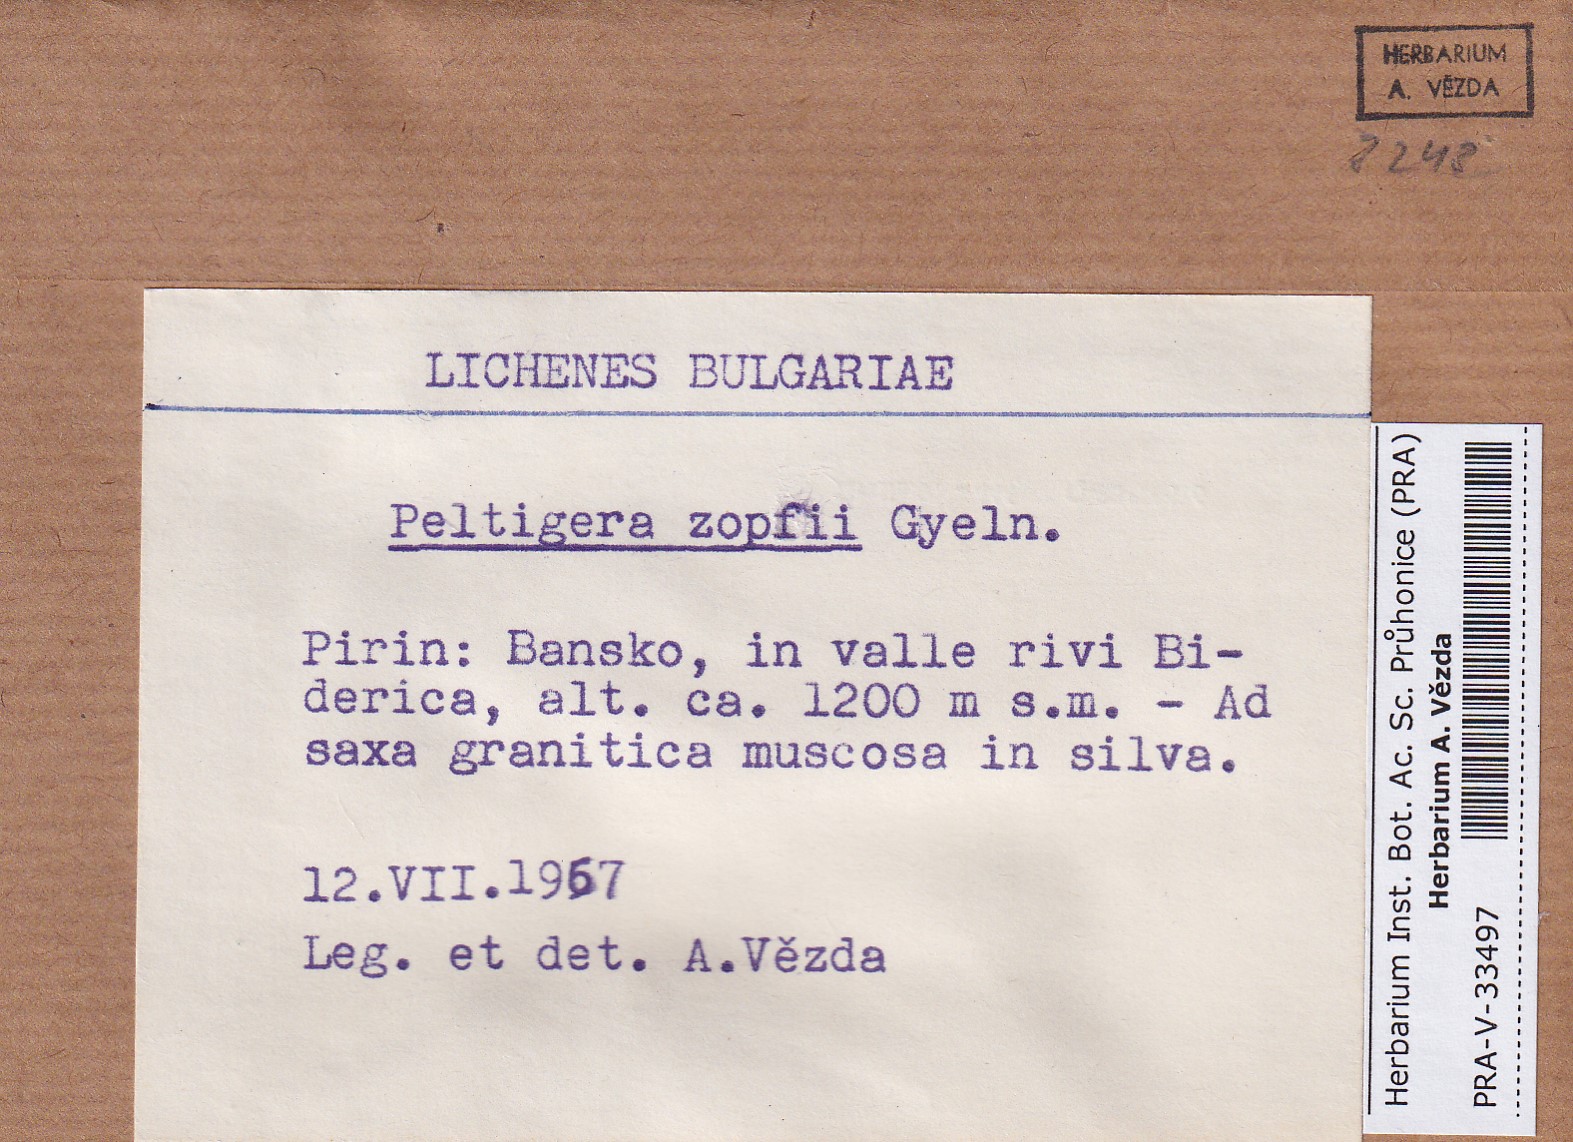 HERBARIUM
A. VĚZDA
LICHENES BULGARIAE
Peltigera zopfii Gyeln.
Pirin: Bansko, in valle rivi Bi-
derica, alt. ca. 1200 m s.m. - Ad
saxa granitica muscosa in silva.
12.VII.1967
Leg. et det. A.Vězda
Herbarium Inst. Bot. Ac. Sc. Průhonice (PRA)
Herbarium A. Vězda
PRA-V-33497